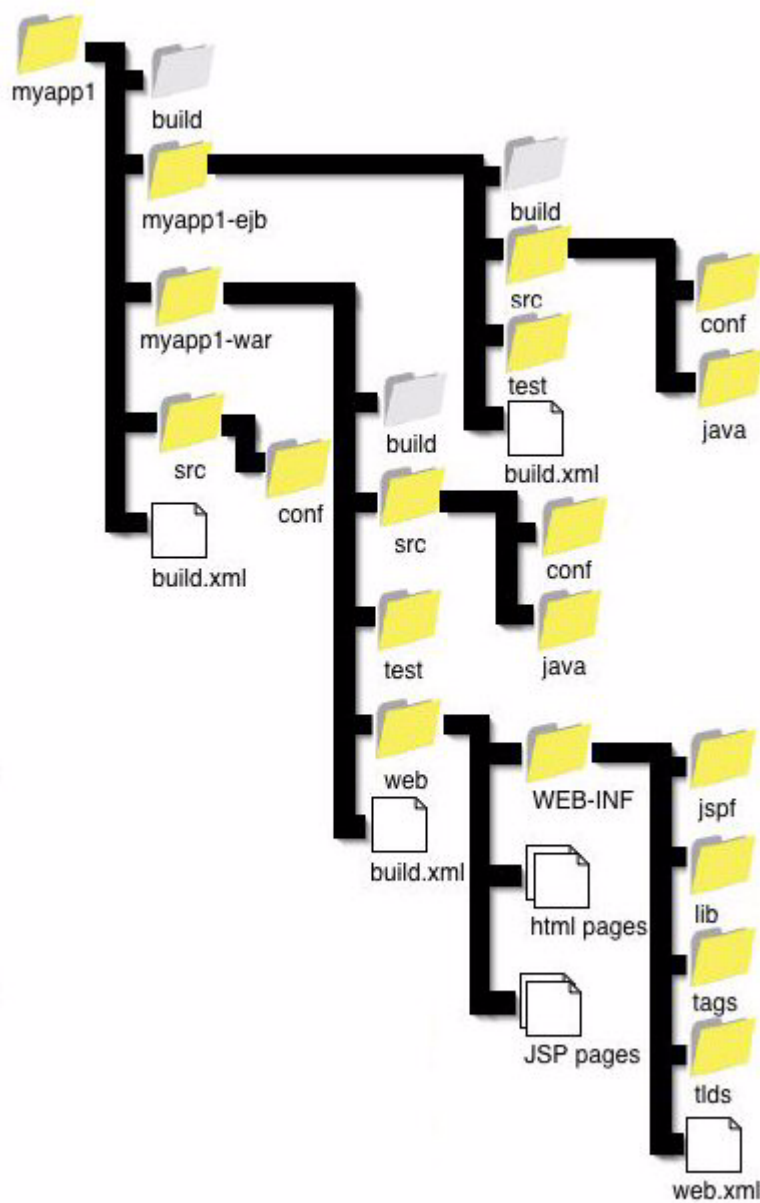 myapp1
build
myapp1-ejb
build
src
conf
java
test
build.xml
myapp1-war
build
src
conf
java
test
web
WEB-INF
jspf
lib
tags
tlds
web.xml
html pages
JSP pages
build.xml
src
conf
build.xml